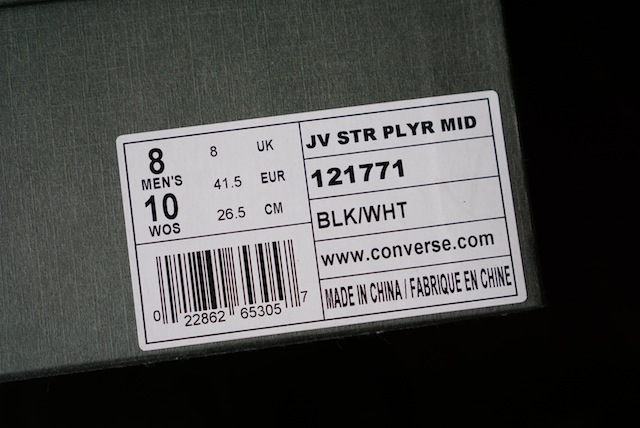 8 8 UK
MEN'S 41.5 EUR
10 26.5 CM
WOS
0 22862 65305 7
JV STR PLYR MID
121771
BLK/WHT
www.converse.com
MADE IN CHINA / FABRIQUE EN CHINE